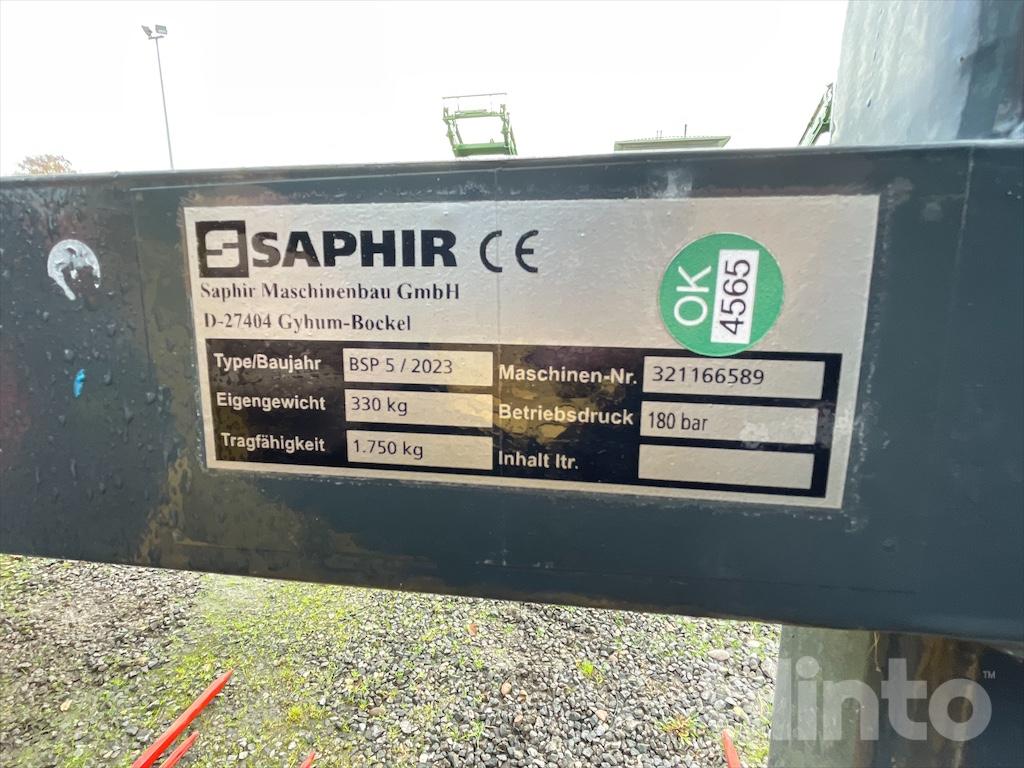 SAPHIR CE
Saphir Maschinenbau GmbH
D-27404 Gyhum-Bockel
OK 4565
Type/Baujahr BSP 5 / 2023
Eigengewicht 330 kg
Tragfähigkeit 1.750 kg
Maschinen-Nr. 321166589
Betriebsdruck 180 bar
Inhalt ltr.
klinto™